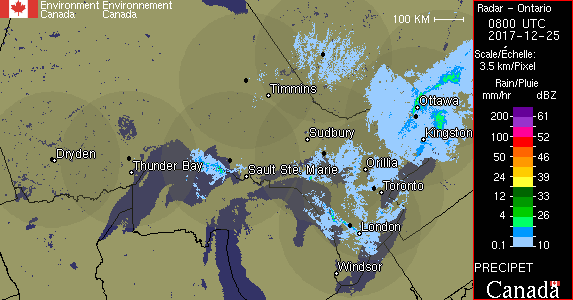 Environment Environnement
Canada Canada
100 KM
Timmins
Ottawa
Kingston
Sudbury
Dryden
Thunder Bay
Sault Ste. Marie
Orillia
Toronto
London
Windsor
Radar - Ontario
0800 UTC
2017-12-25
Scale/Échelle:
3.5 km/Pixel
Rain/Pluie
mm/hr dBZ
200 61
100 52
50 46
24 39
12 33
4 26
0.1 10
PRECIPET
Canada